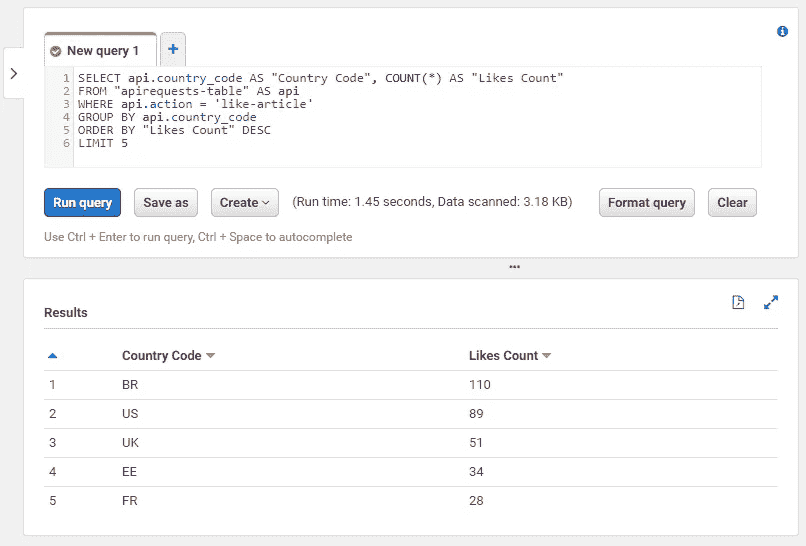 New query 1 +
1 SELECT api.country_code AS "Country Code", COUNT(*) AS "Likes Count"
2 FROM "apirequests-table" AS api
3 WHERE api.action = 'like-article'
4 GROUP BY api.country_code
5 ORDER BY "Likes Count" DESC
6 LIMIT 5
Run query Save as Create (Run time: 1.45 seconds, Data scanned: 3.18 KB) Format query Clear
Use Ctrl + Enter to run query, Ctrl + Space to autocomplete
Results
Country Code Likes Count
1 BR 110
2 US 89
3 UK 51
4 EE 34
5 FR 28